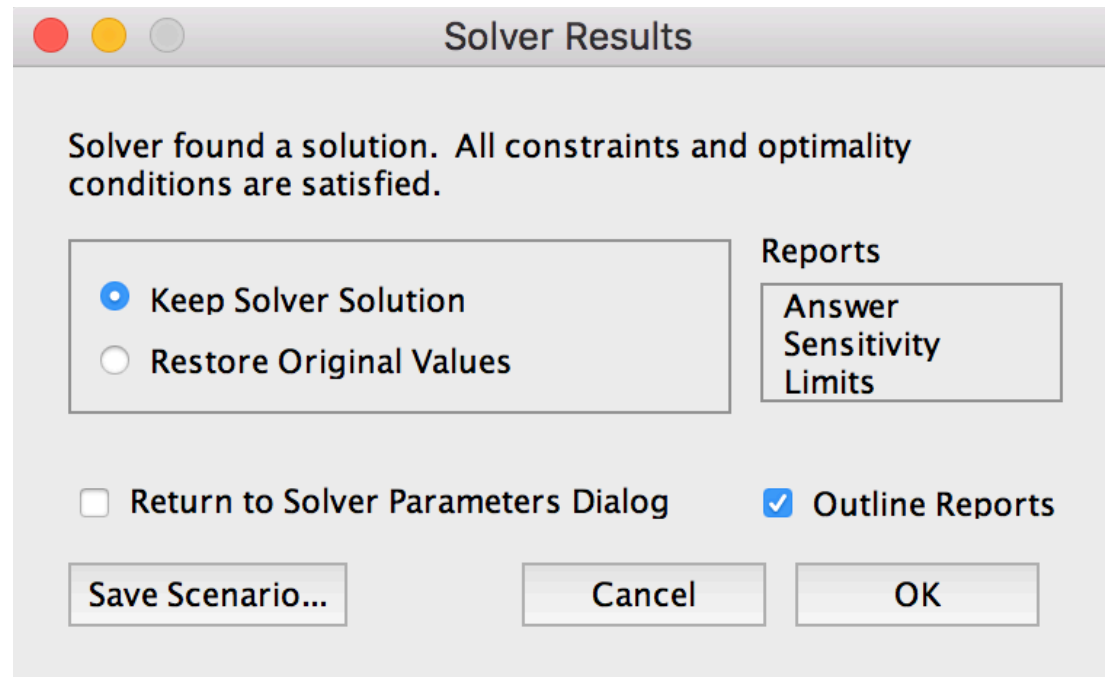 Solver Results
Solver found a solution.  All constraints and optimality
conditions are satisfied.
Keep Solver Solution
Restore Original Values
Reports
Answer
Sensitivity
Limits
Return to Solver Parameters Dialog
Outline Reports
Save Scenario...
Cancel
OK